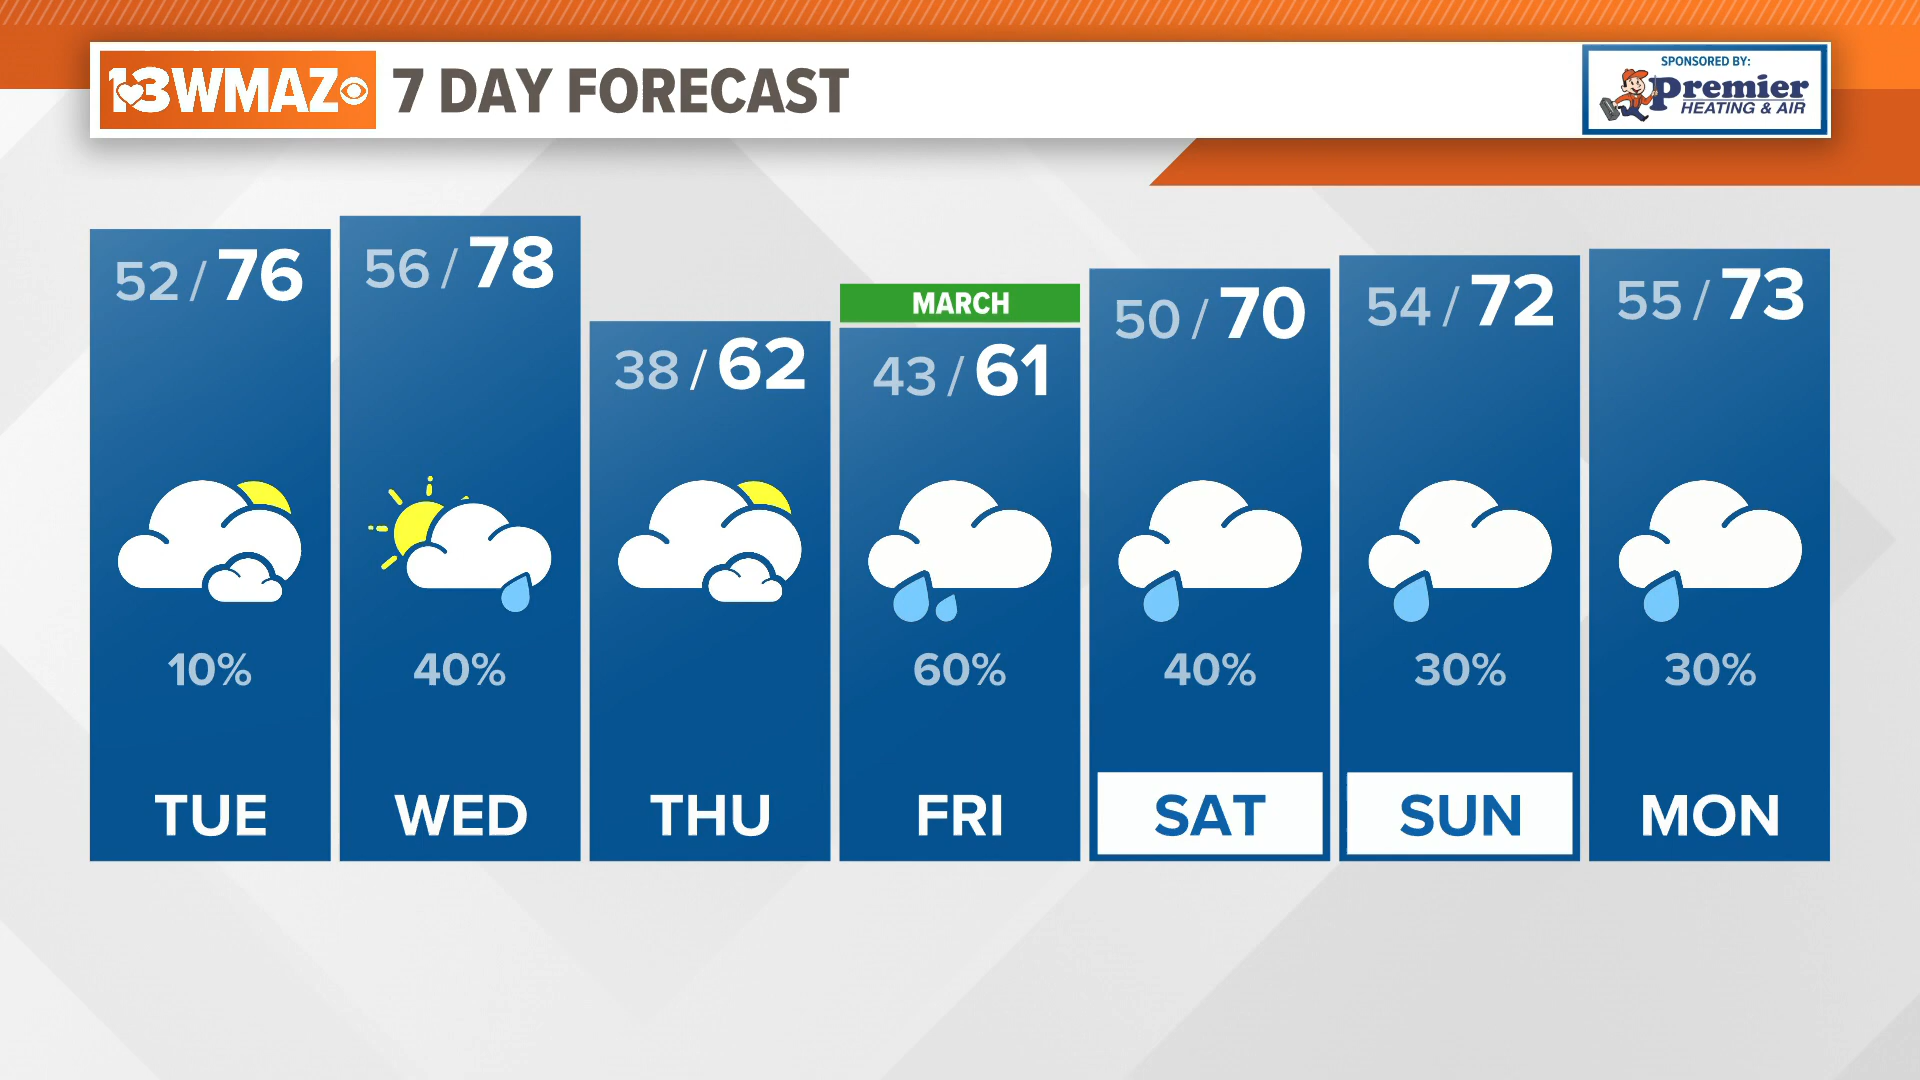 13WMAZ
7 DAY FORECAST
SPONSORED BY:
Premier
HEATING & AIR
52 / 76
56 / 78
38 / 62
MARCH
43 / 61
50 / 70
54 / 72
55 / 73
10%
40%
60%
40%
30%
30%
TUE
WED
THU
FRI
SAT
SUN
MON